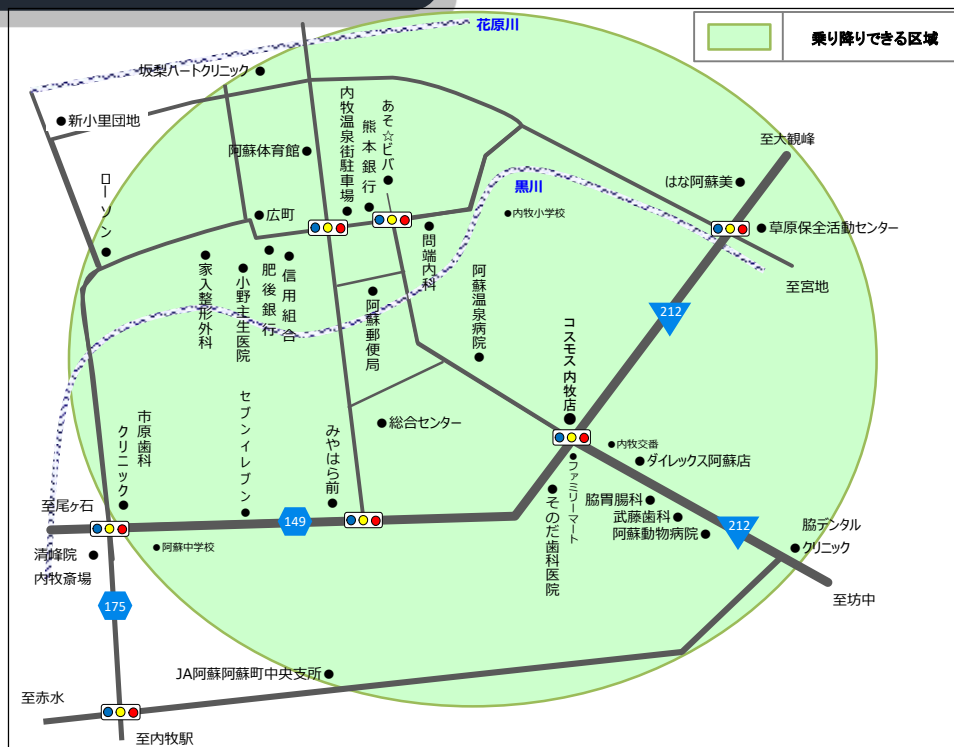 花原川
乗り降りできる区域
坂梨ハートクリニック
新小里団地
内牧温泉街駐車場
熊本銀行
あそ☆ビバ
阿蘇体育館
至大観峰
はな阿蘇美
黒川
ローソン
広町
内牧小学校
草原保全活動センター
問端内科
家入整形外科
小野主生医院
肥後銀行
信用組合
阿蘇郵便局
阿蘇温泉病院
至宮地
212
コスモス内牧店
セブンイレブン
市原歯科
クリニック
みやはら前
総合センター
内牧交番
ダイレックス阿蘇店
ファミリーマート
そのだ歯科医院
脇胃腸科
武藤歯科
阿蘇動物病院
212
脇デンタル
クリニック
至尾ヶ石
149
清峰院
内牧斎場
阿蘇中学校
175
至坊中
JA阿蘇阿蘇町中央支所
至赤水
至内牧駅